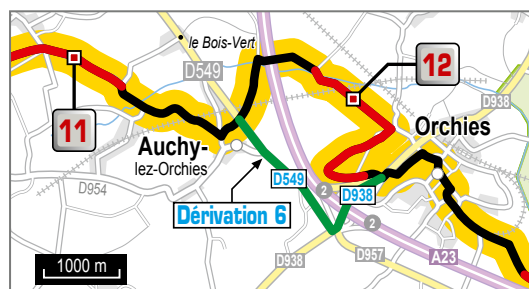 le Bois-Vert
D549
12
D938
11
Auchy-
lez-Orchies
Orchies
D954
D549
D938
2
Dérivation 6
2
1000 m
D938
D957
A23